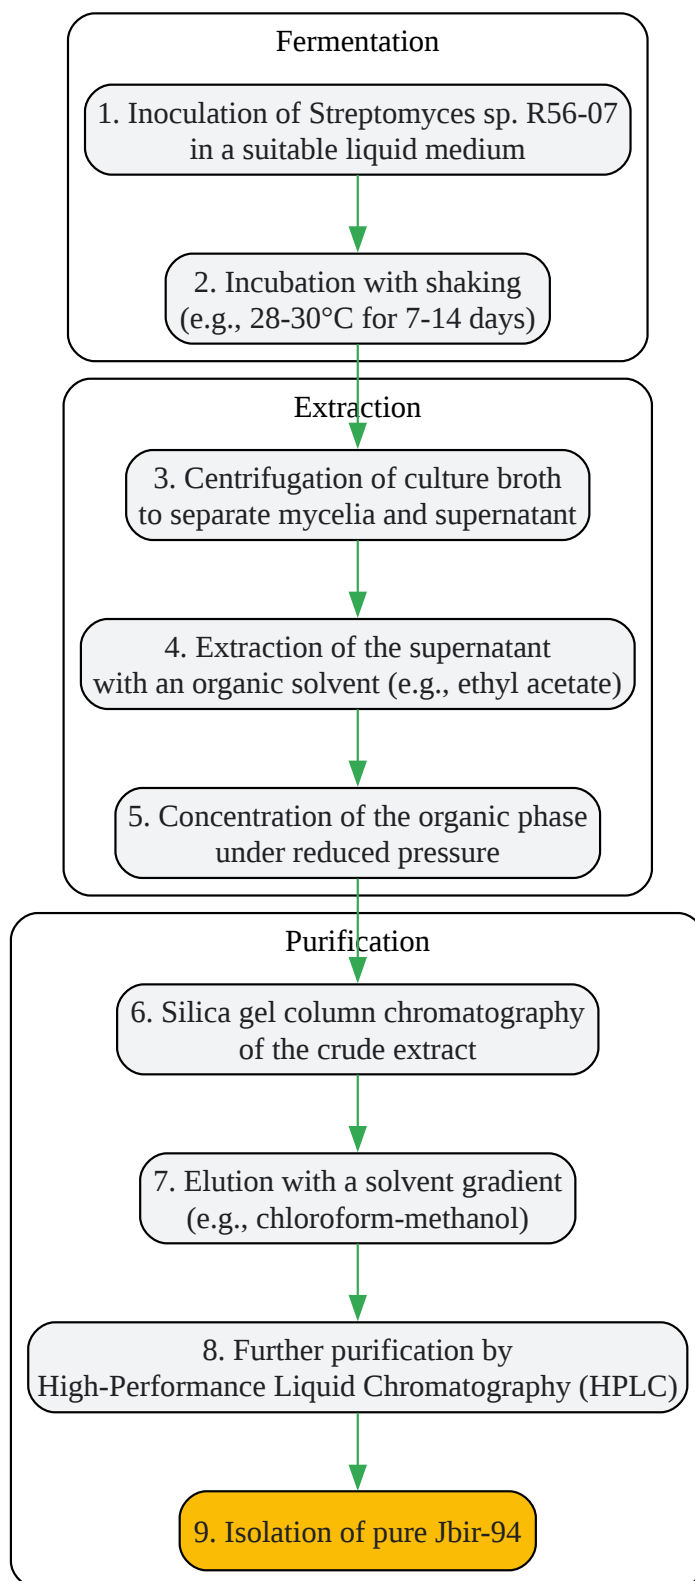 Fermentation
1. Inoculation of Streptomyces sp. R56-07
in a suitable liquid medium
2. Incubation with shaking
(e.g., 28-30°C for 7-14 days)
Extraction
3. Centrifugation of culture broth
to separate mycelia and supernatant
4. Extraction of the supernatant
with an organic solvent (e.g., ethyl acetate)
5. Concentration of the organic phase
under reduced pressure
Purification
6. Silica gel column chromatography
of the crude extract
7. Elution with a solvent gradient
(e.g., chloroform-methanol)
8. Further purification by
High-Performance Liquid Chromatography (HPLC)
9. Isolation of pure Jbir-94